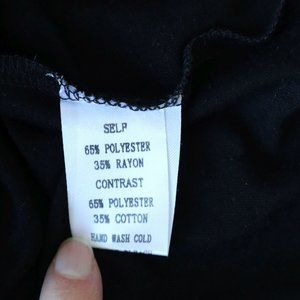 SELF
65% POLYESTER
35% RAYON
CONTRAST
65% POLYESTER
35% COTTON
HAND WASH COLD